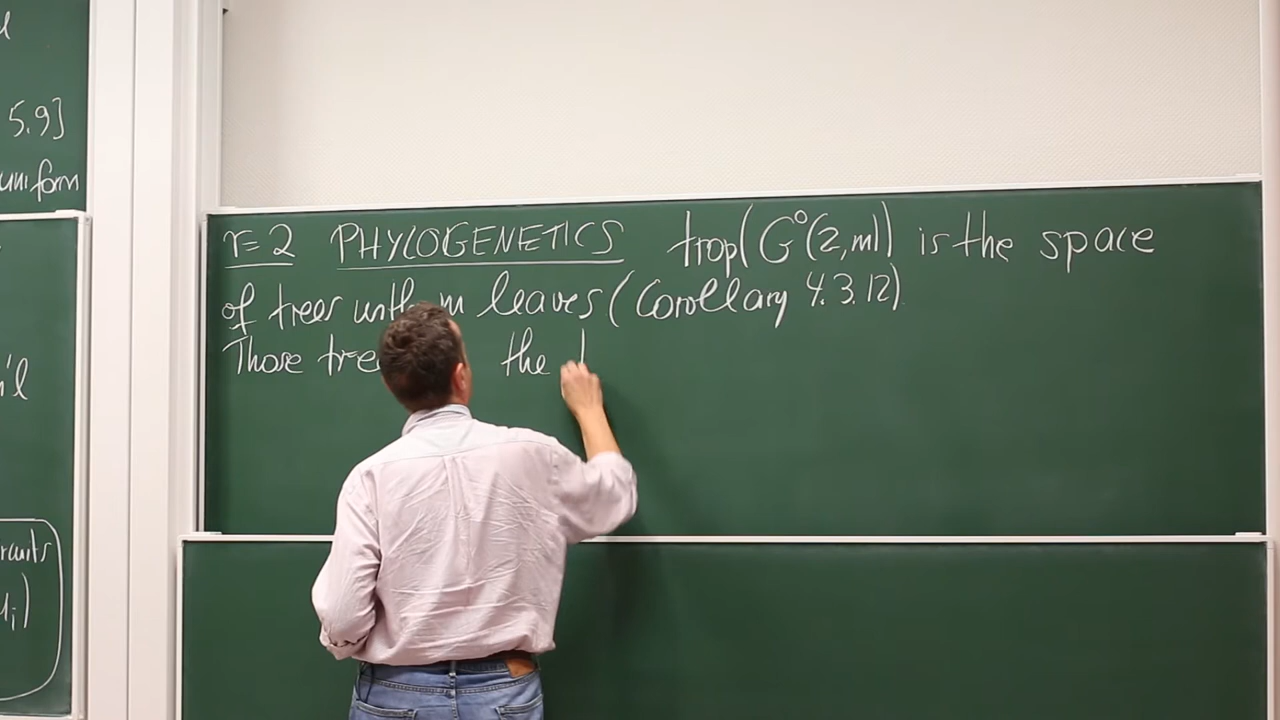 5.9]
uniform
r=2 PHYLOGENETICS trop(G°(2,m)) is the space
of trees with m leaves (Corollary 4.3.12)
Those the